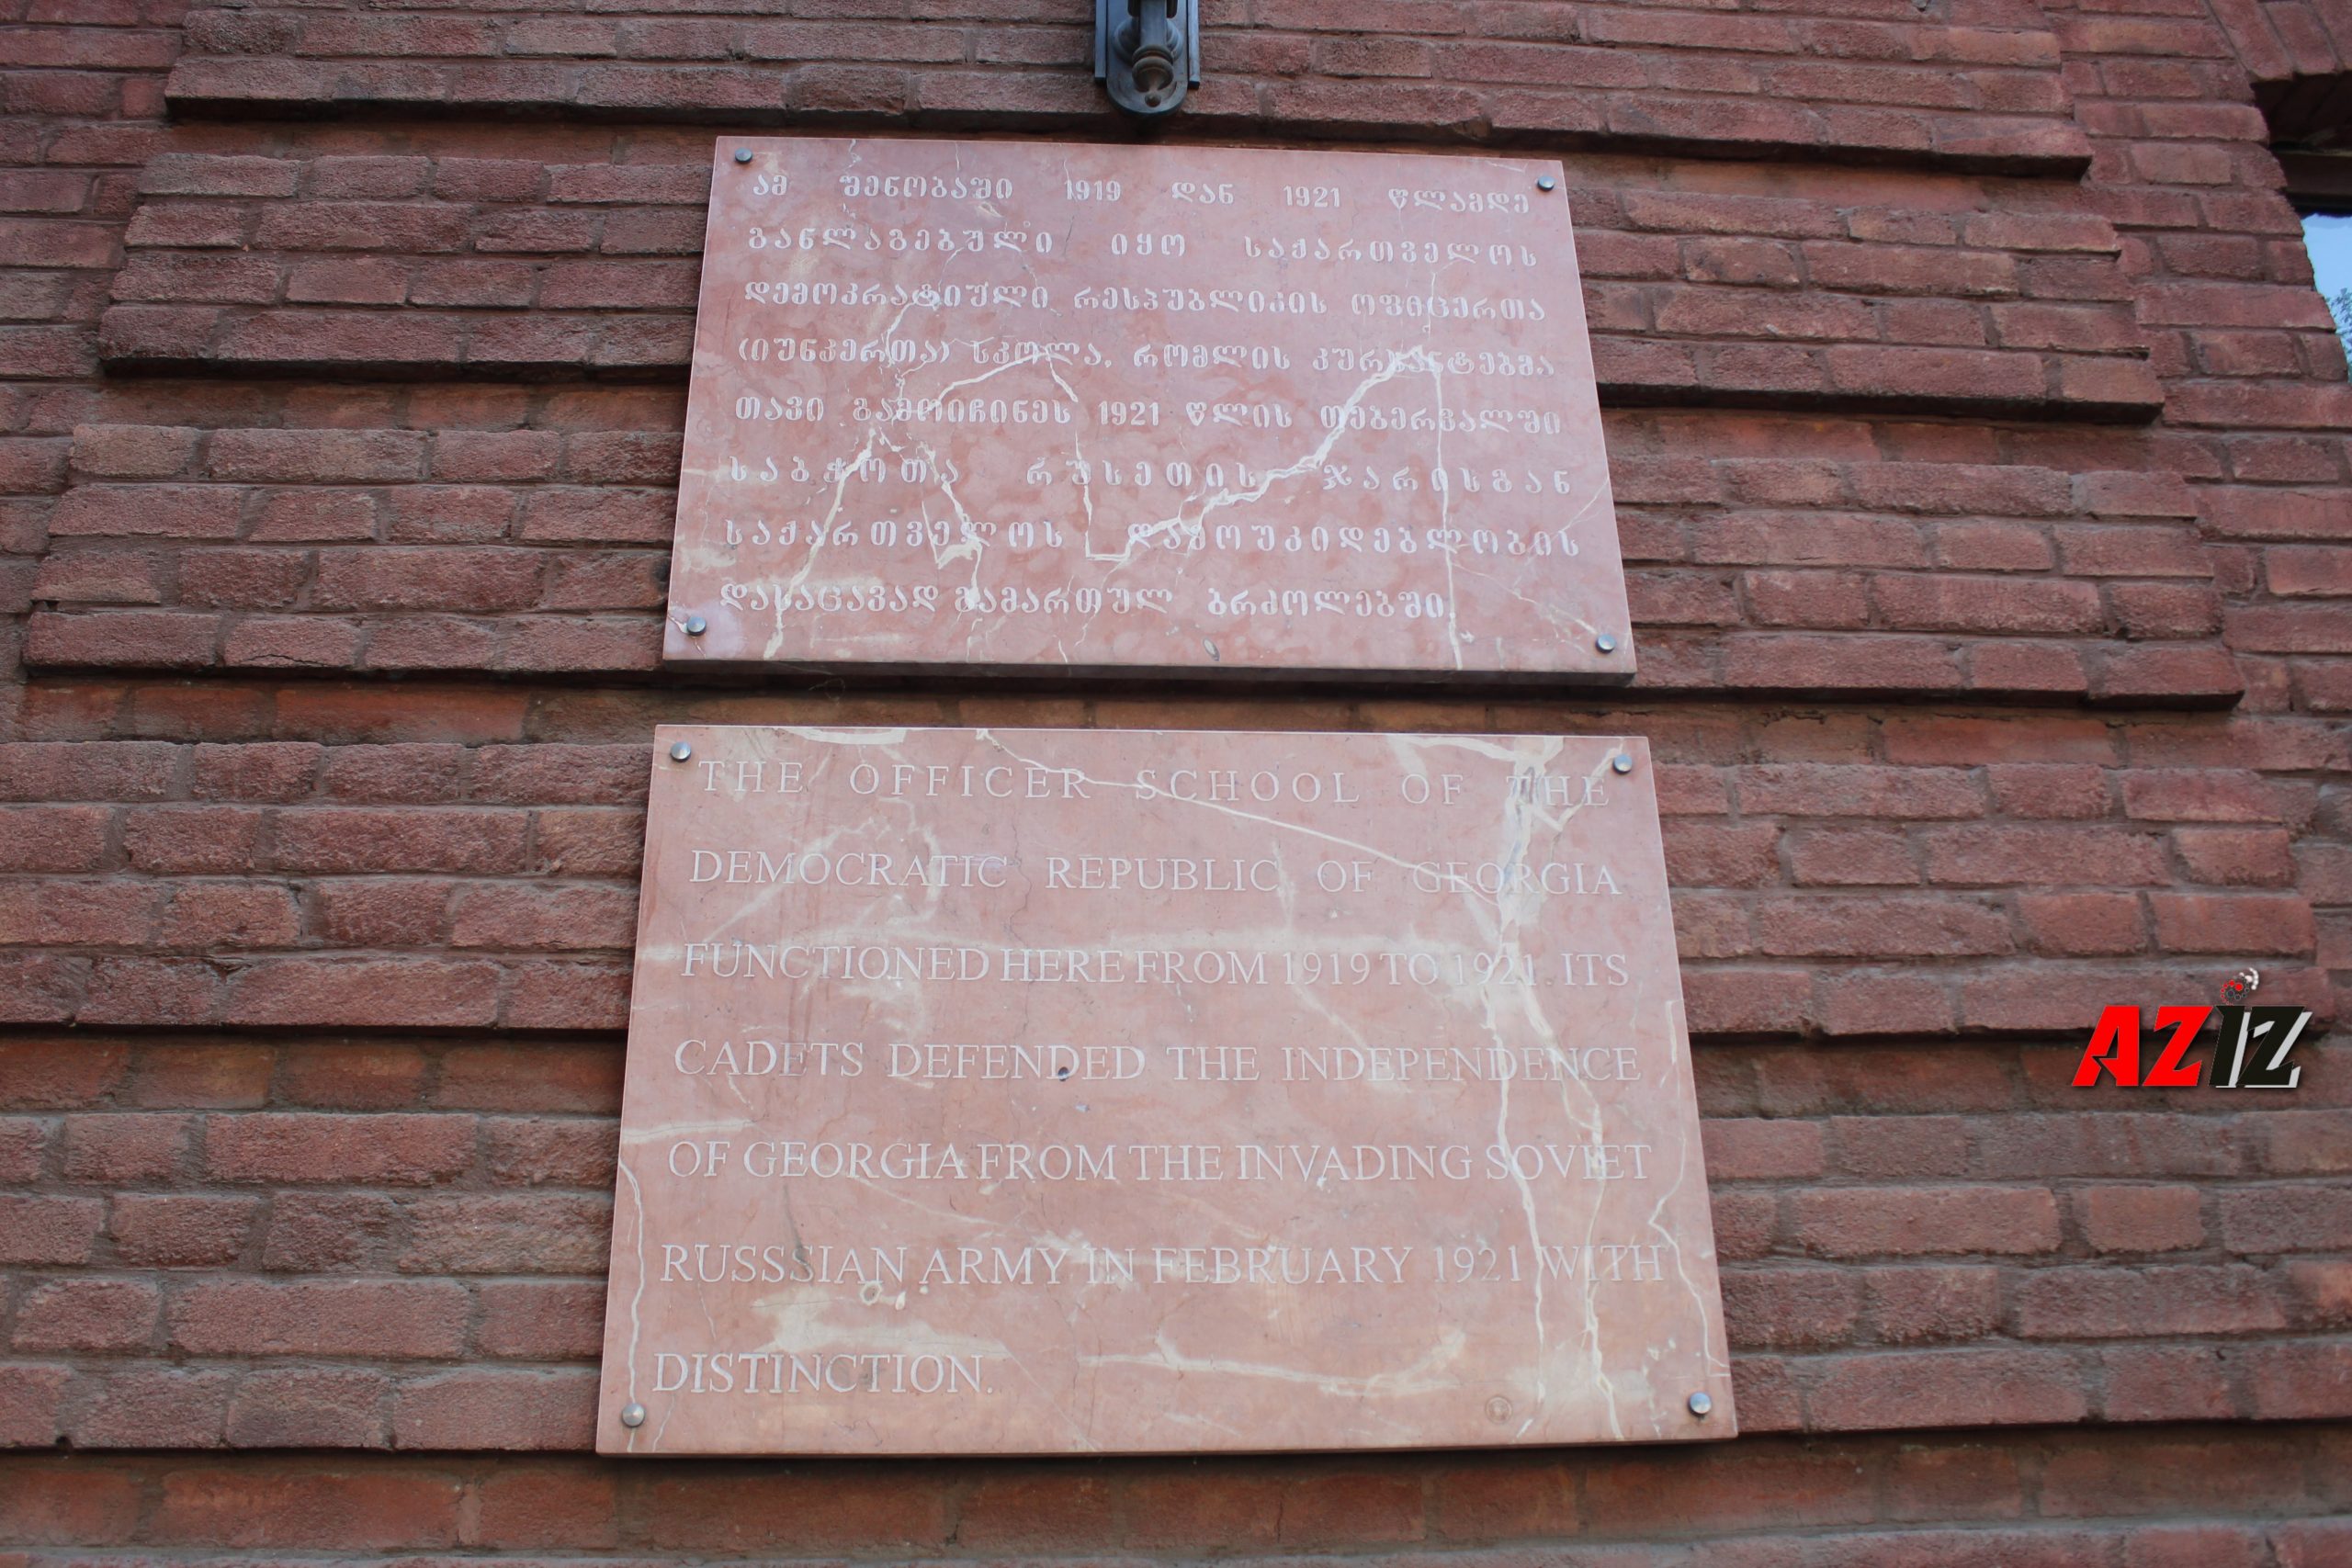 ამ შენობაში 1919 დან 1921 წლამდე
განლაგებული იყო საქართველოს
დემოკრატიული რესპუბლიკის ოფიცერთა
(იუნკერთა) სკოლა, რომლის კურსანტებმა
თავი გამოიჩინეს 1921 წლის თებერვალში
საბჭოთა რუსეთის ჯარისგან
საქართველოს დამოუკიდებლობის
დასაცავად გამართულ ბრძოლებში.
THE OFFICER SCHOOL OF THE
DEMOCRATIC REPUBLIC OF GEORGIA
FUNCTIONED HERE FROM 1919 TO 1921. ITS
CADETS DEFENDED THE INDEPENDENCE
OF GEORGIA FROM THE INVADING SOVIET
RUSSSIAN ARMY IN FEBRUARY 1921 WITH
DISTINCTION.
AZIZ